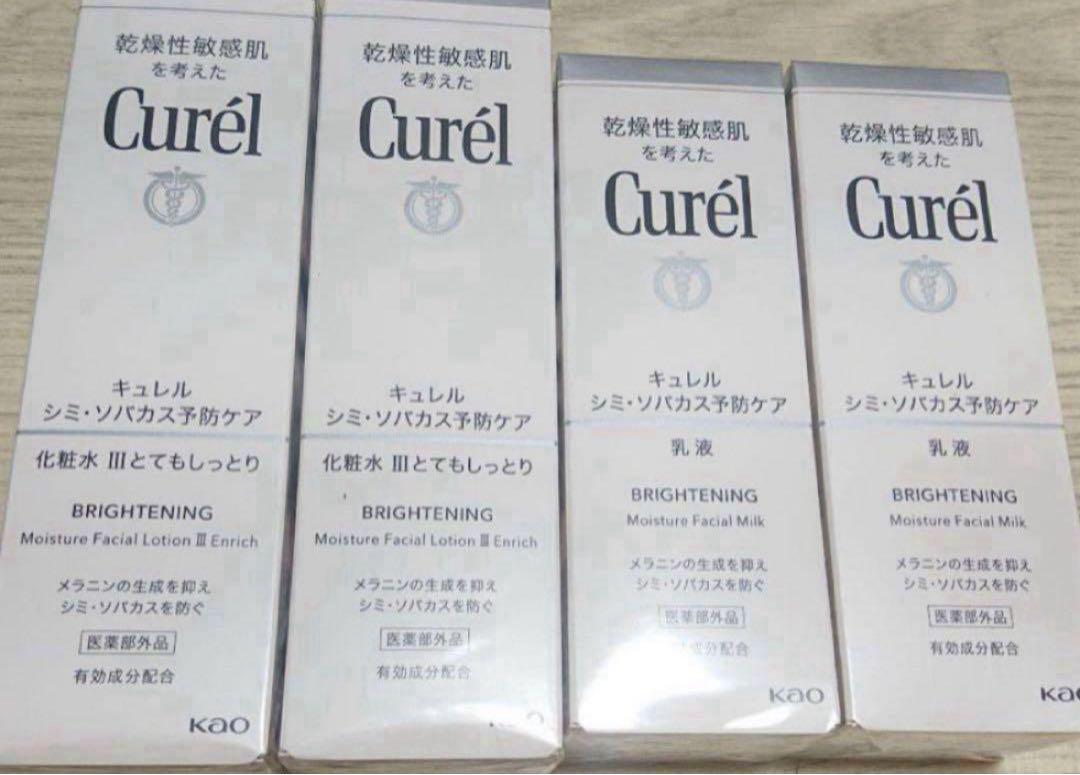 乾燥性敏感肌
を考えた
Curél
キュレル
シミ・ソバカス予防ケア
化粧水 Ⅲとてもしっとり
BRIGHTENING
Moisture Facial Lotion Ⅲ Enrich
メラニンの生成を抑え
シミ・ソバカスを防ぐ
医薬部外品
有効成分配合
Kao
乾燥性敏感肌
を考えた
Curél
キュレル
シミ・ソバカス予防ケア
化粧水 Ⅲとてもしっとり
BRIGHTENING
Moisture Facial Lotion Ⅲ Enrich
メラニンの生成を抑え
シミ・ソバカスを防ぐ
医薬部外品
有効成分配合
乾燥性敏感肌
を考えた
Curél
キュレル
シミ・ソバカス予防ケア
乳液
BRIGHTENING
Moisture Facial Milk
メラニンの生成を抑え
シミ・ソバカスを防ぐ
医薬部外品
成分配合
Kao
乾燥性敏感肌
を考えた
Curél
キュレル
シミ・ソバカス予防ケア
乳液
BRIGHTENING
Moisture Facial Milk
メラニンの生成を抑え
シミ・ソバカスを防ぐ
医薬部外品
有効成分配合
Kao